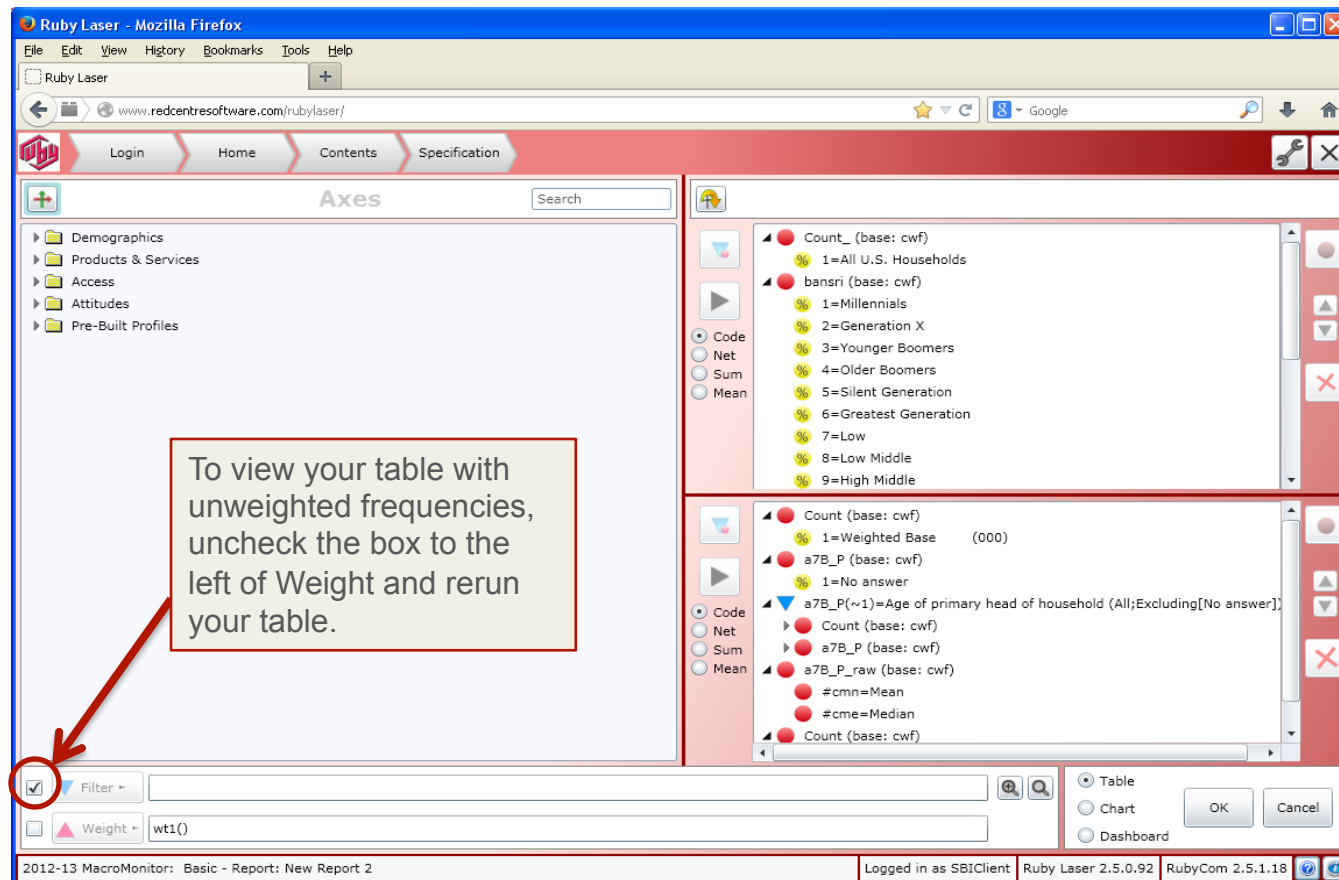 Ruby Laser - Mozilla Firefox
File Edit View History Bookmarks Tools Help
Ruby Laser
+
www.redcentresoftware.com/rubylaser/
8 Google
ruby Login Home Contents Specification
Axes
Search
Demographics
Products & Services
Access
Attitudes
Pre-Built Profiles
Code
Net
Sum
Mean
Count_ (base: cwf)
% 1=All U.S. Households
bansri (base: cwf)
% 1=Millennials
% 2=Generation X
% 3=Younger Boomers
% 4=Older Boomers
% 5=Silent Generation
% 6=Greatest Generation
% 7=Low
% 8=Low Middle
% 9=High Middle
To view your table with
unweighted frequencies,
uncheck the box to the
left of Weight and rerun
your table.
Code
Net
Sum
Mean
Count (base: cwf)
% 1=Weighted Base (000)
a7B_P (base: cwf)
% 1=No answer
a7B_P(~1)=Age of primary head of household (All;Excluding[No answer])
Count (base: cwf)
a7B_P (base: cwf)
a7B_P_raw (base: cwf)
#cmn=Mean
#cme=Median
Count (base: cwf)
Filter
Weight wt1()
Table
Chart
Dashboard
OK
Cancel
2012-13 MacroMonitor: Basic - Report: New Report 2
Logged in as SBIClient
Ruby Laser 2.5.0.92
RubyCom 2.5.1.18
?